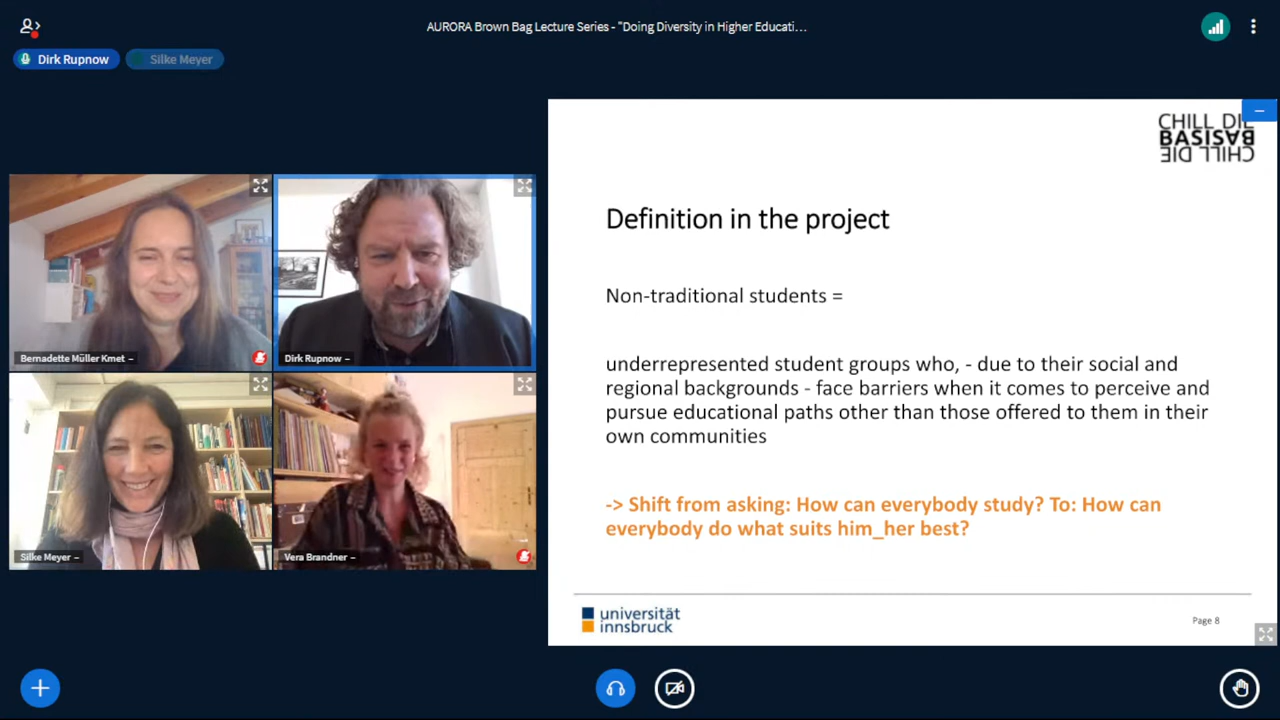 AURORA Brown Bag Lecture Series - "Doing Diversity in Higher Educati...
Dirk Rupnow
Silke Meyer
Bernadette Müller Kmet
Dirk Rupnow
Silke Meyer
Vera Brandner
CHILL DIE
BASIS
CHILL DIE
Definition in the project
Non-traditional students =
underrepresented student groups who, - due to their social and
regional backgrounds - face barriers when it comes to perceive and
pursue educational paths other than those offered to them in their
own communities
-> Shift from asking: How can everybody study? To: How can
everybody do what suits him_her best?
universität
innsbruck
Page 8